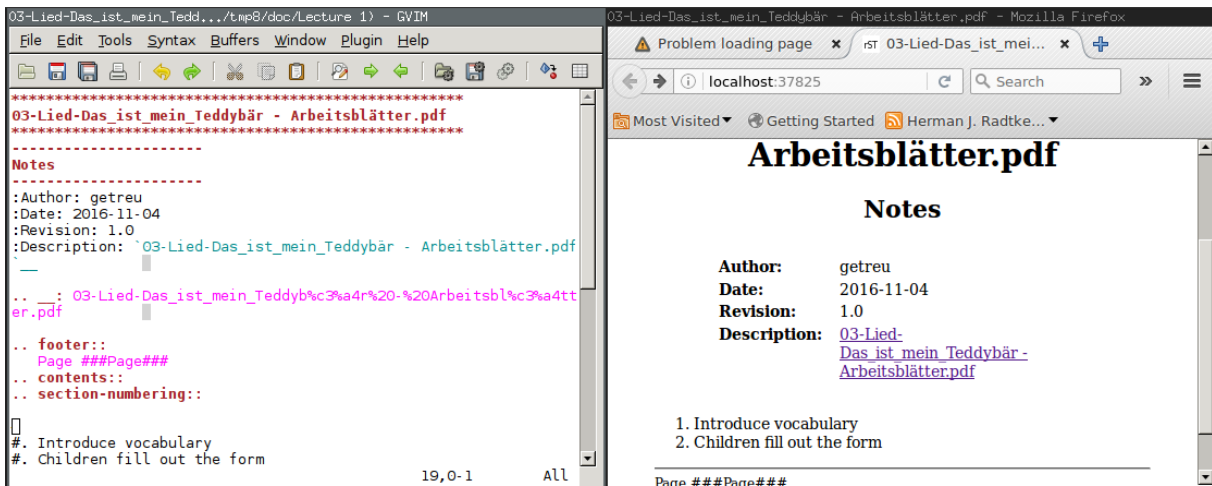 03-Lied-Das_ist_mein_Tedd.../tmp8/doc/Lecture 1) - GVIM
File Edit Tools Syntax Buffers Window Plugin Help
*****************************************************
03-Lied-Das_ist_mein_Teddybär - Arbeitsblätter.pdf
*****************************************************
----------------------
Notes
----------------------
:Author: getreu
:Date: 2016-11-04
:Revision: 1.0
:Description: `03-Lied-Das_ist_mein_Teddybär - Arbeitsblätter.pdf
`__
.. __: 03-Lied-Das_ist_mein_Teddyb%c3%a4r%20-%20Arbeitsbl%c3%a4tt
er.pdf
.. footer::
Page ###Page###
.. contents::
.. section-numbering::
#. Introduce vocabulary
#. Children fill out the form
19,0-1 All
03-Lied-Das_ist_mein_Teddybär - Arbeitsblätter.pdf - Mozilla Firefox
Problem loading page
rST 03-Lied-Das_ist_mei...
localhost:37825
Search
Most Visited
Getting Started
Herman J. Radtke...
Arbeitsblätter.pdf
Notes
Author: getreu
Date: 2016-11-04
Revision: 1.0
Description: 03-Lied-
Das_ist_mein_Teddybär -
Arbeitsblätter.pdf
1. Introduce vocabulary
2. Children fill out the form
Page ###Page###